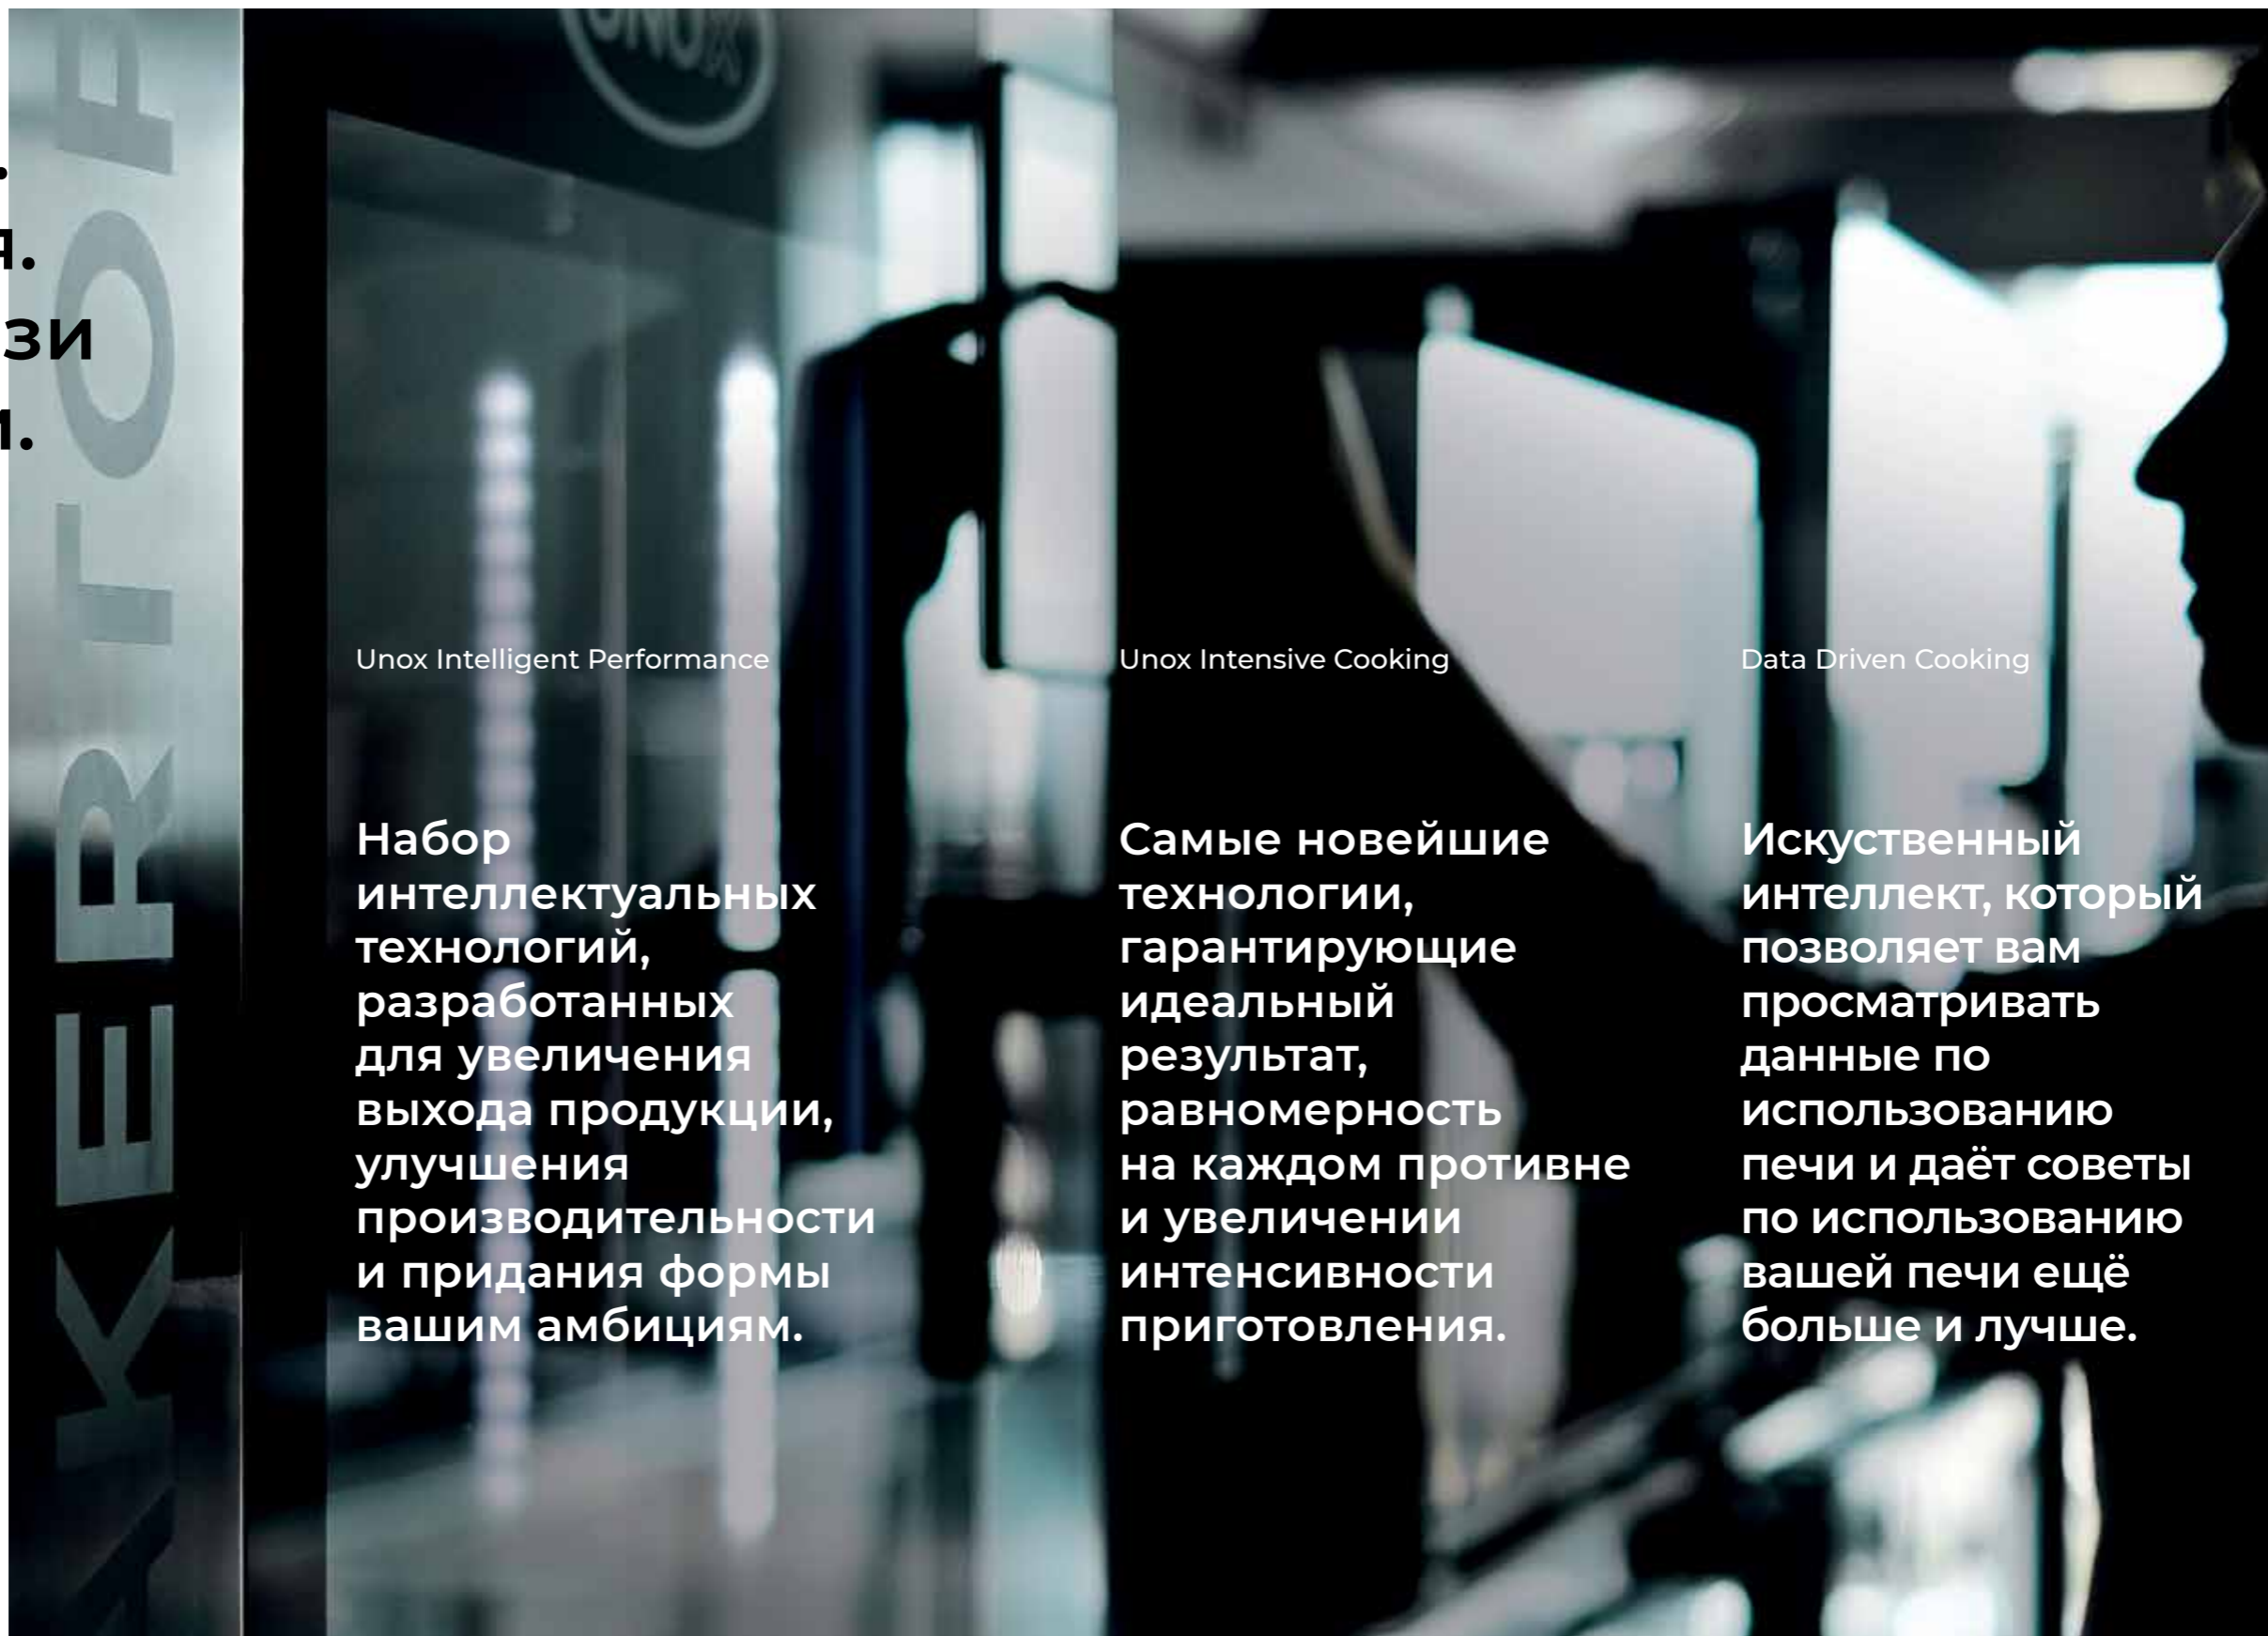 Unox Intelligent Performance
Набор
интеллектуальных
технологий,
разработанных
для увеличения
выхода продукции,
улучшения
производительности
и придания формы
вашим амбициям.
Unox Intensive Cooking
Самые новейшие
технологии,
гарантирующие
идеальный
результат,
равномерность
на каждом противне
и увеличении
интенсивности
приготовления.
Data Driven Cooking
Искуственный
интеллект, который
позволяет вам
просматривать
данные по
использованию
печи и даёт советы
по использованию
вашей печи ещё
больше и лучше.
UNOX